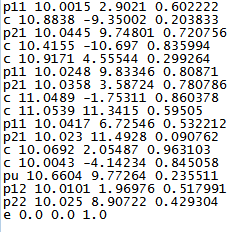 p11 10.0015 2.9021 0.602222
c 10.8838 -9.35002 0.203833
p21 10.0445 9.74801 0.720756
c 10.4155 -10.697 0.835994
c 10.9171 4.55544 0.299264
p11 10.0248 9.83346 0.80871
p21 10.0358 3.58724 0.780786
c 11.0489 -1.75311 0.860378
c 11.0539 11.3415 0.59505
p11 10.0417 6.72546 0.532212
p21 10.023 11.4928 0.090762
c 10.0692 2.05487 0.963103
c 10.0043 -4.14234 0.845058
pu 10.6604 9.77264 0.235511
p12 10.0101 1.96976 0.517991
p22 10.025 8.90722 0.429304
e 0.0 0.0 1.0